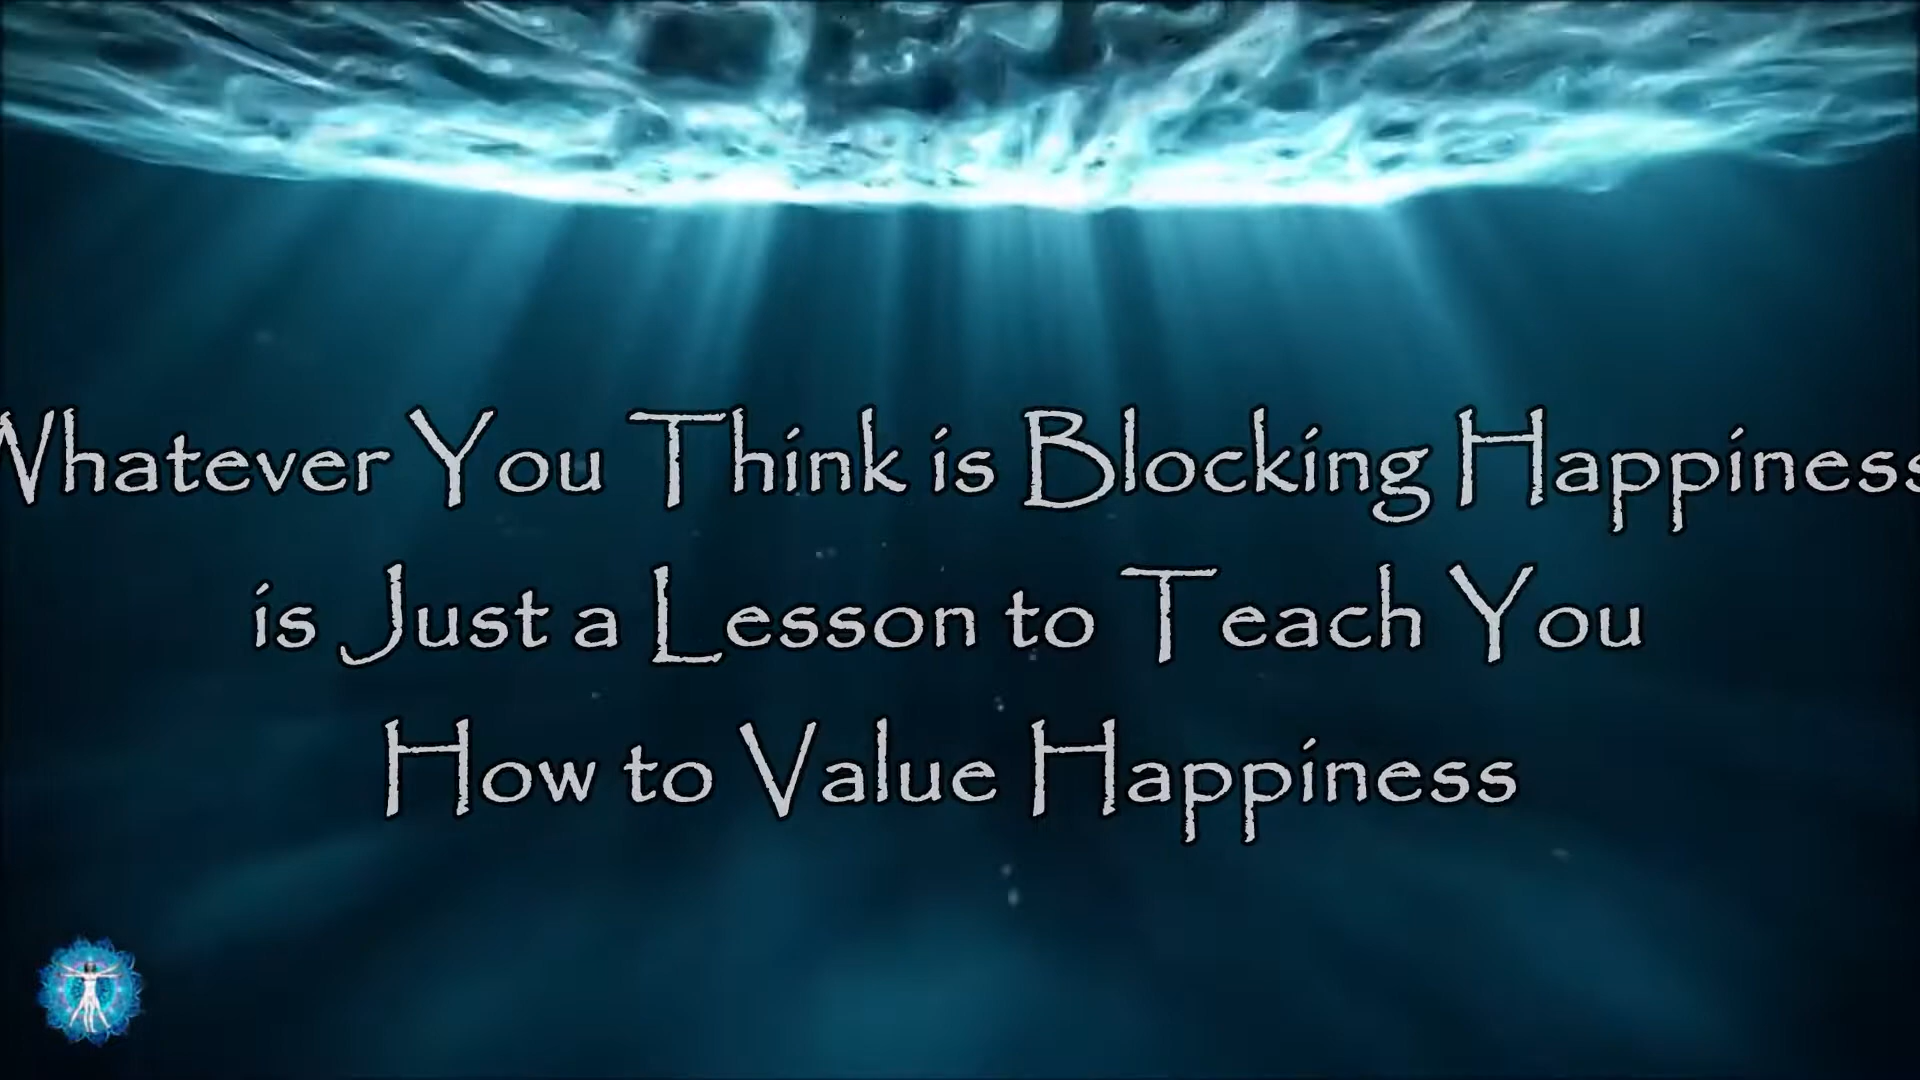 Whatever You Think is Blocking Happiness
is Just a Lesson to Teach You
How to Value Happiness